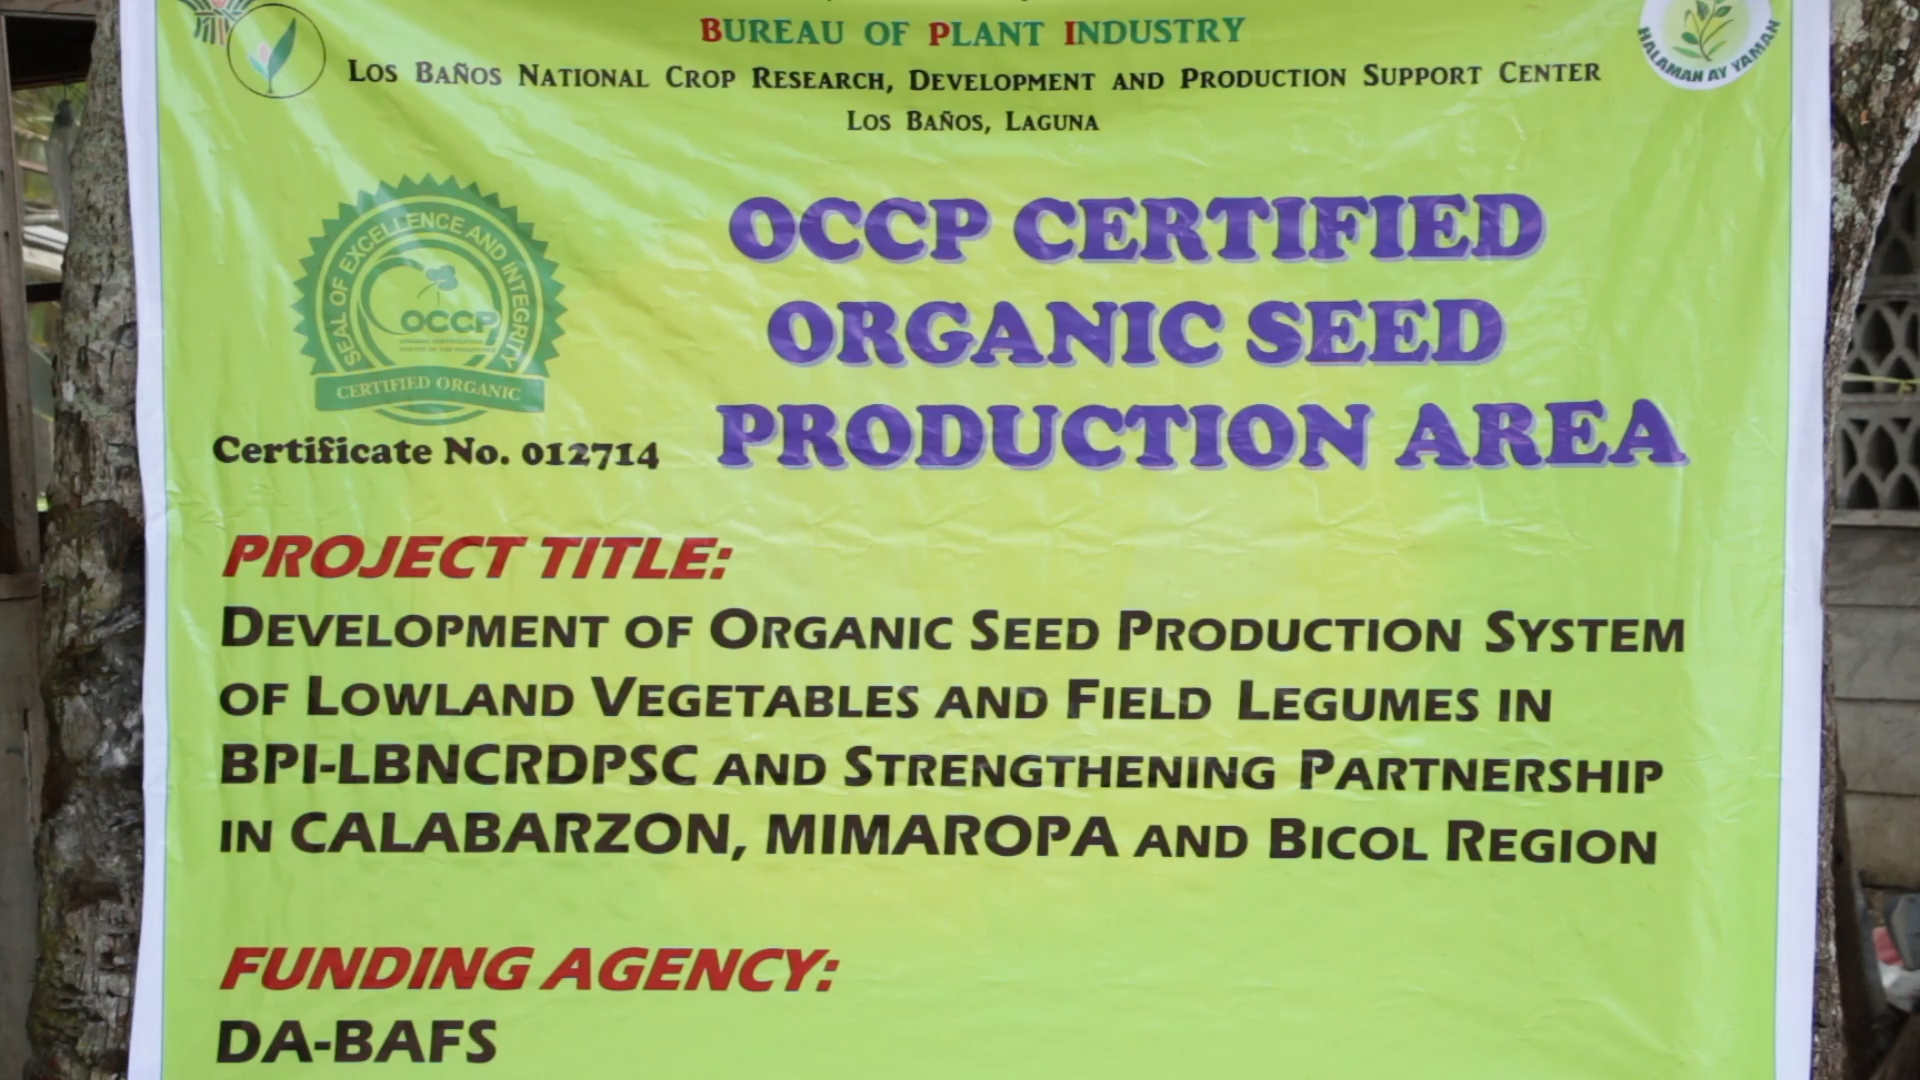 BUREAU OF PLANT INDUSTRY
LOS BAÑOS NATIONAL CROP RESEARCH, DEVELOPMENT AND PRODUCTION SUPPORT CENTER
LOS BAÑOS, LAGUNA
HALAMAN AY YAMAN
SEAL OF EXCELLENCE AND INTEGRITY
OCCP
CERTIFIED ORGANIC
Certificate No. 012714
OCCP CERTIFIED
ORGANIC SEED
PRODUCTION AREA
PROJECT TITLE:
DEVELOPMENT OF ORGANIC SEED PRODUCTION SYSTEM
OF LOWLAND VEGETABLES AND FIELD LEGUMES IN
BPI-LBNCRDPSC AND STRENGTHENING PARTNERSHIP
IN CALABARZON, MIMAROPA AND BICOL REGION
FUNDING AGENCY:
DA-BAFS